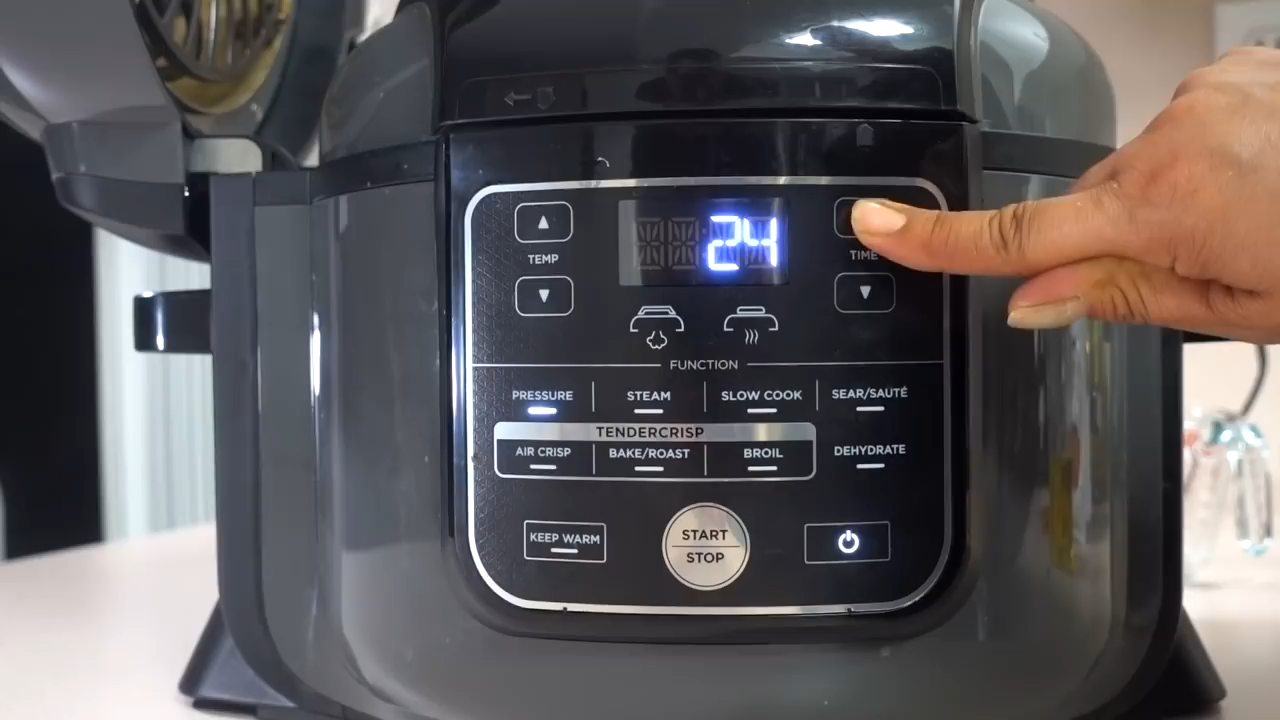 24
TEMP
TIME
FUNCTION
PRESSURE STEAM SLOW COOK SEAR/SAUTÉ
TENDERCRISP
AIR CRISP BAKE/ROAST BROIL DEHYDRATE
KEEP WARM
START
STOP